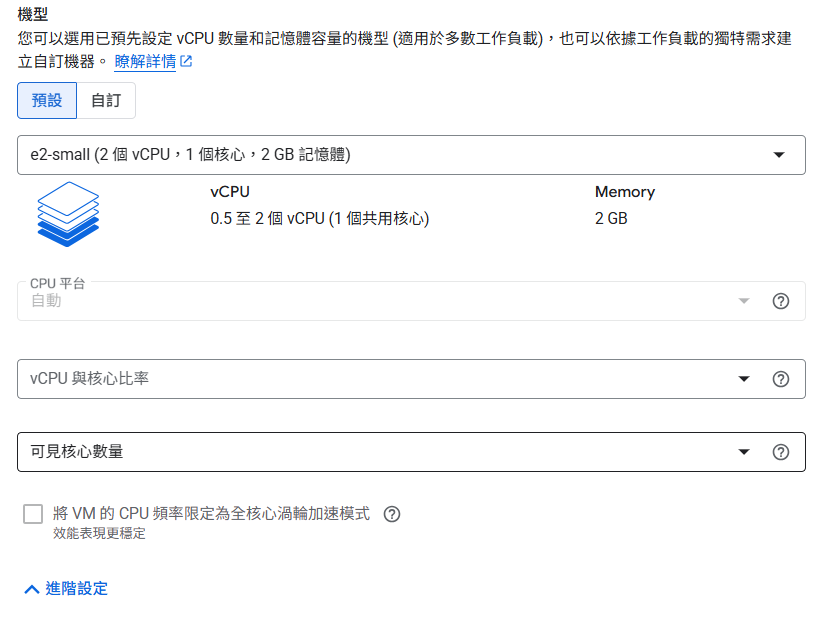 機型
您可以選用已預先設定 vCPU 數量和記憶體容量的機型 (適用於多數工作負載)，也可以依據工作負載的獨特需求建
立自訂機器。 瞭解詳情
預設 自訂
e2-small (2 個 vCPU，1 個核心，2 GB 記憶體)
vCPU Memory
0.5 至 2 個 vCPU (1 個共用核心) 2 GB
CPU 平台
自動
vCPU 與核心比率
可見核心數量
將 VM 的 CPU 頻率限定為全核心渦輪加速模式
效能表現更穩定
進階設定